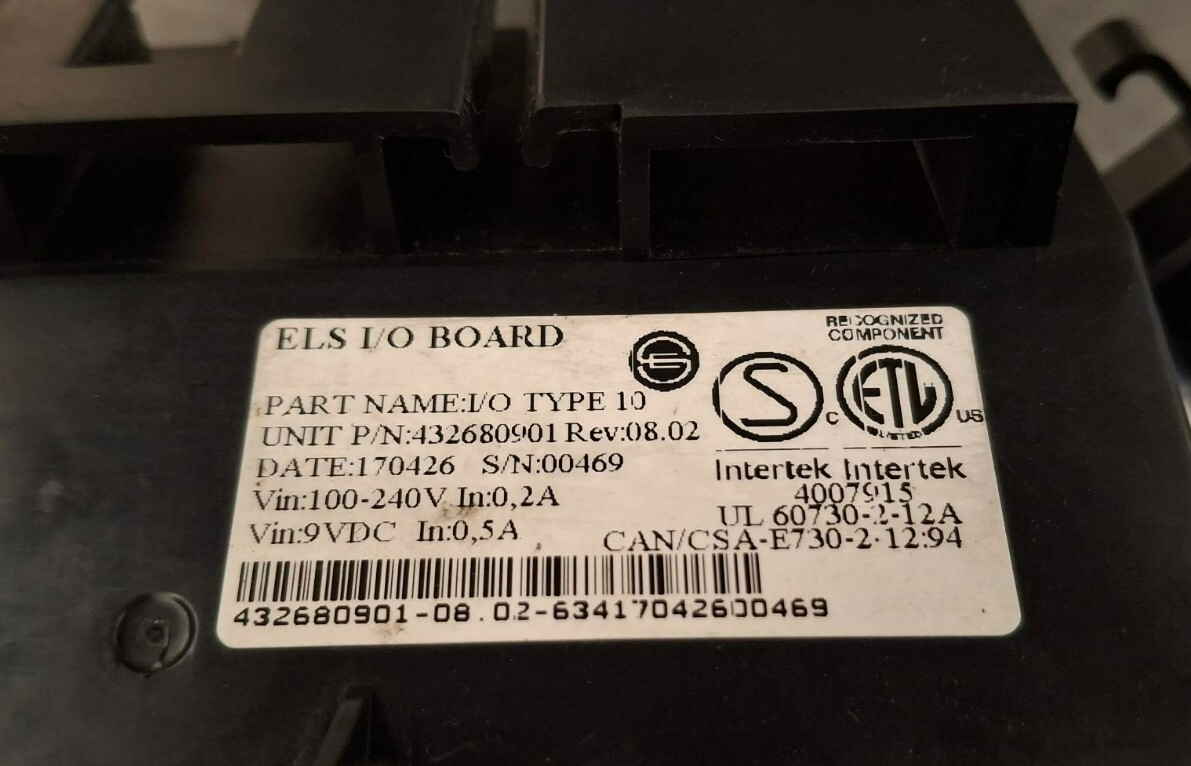 ELS I/O BOARD
PART NAME:I/O TYPE 10
UNIT P/N:432680901 Rev:08.02
DATE:170426 S/N:00469
Vin:100-240V In:0,2A
Vin:9VDC In:0,5A
432680901-08.02-63417042600469
RECOGNIZED
COMPONENT
S
C ETL US
LISTED
Intertek Intertek
4007915
UL 60730-2-12A
CAN/CSA-E730-2-12:94